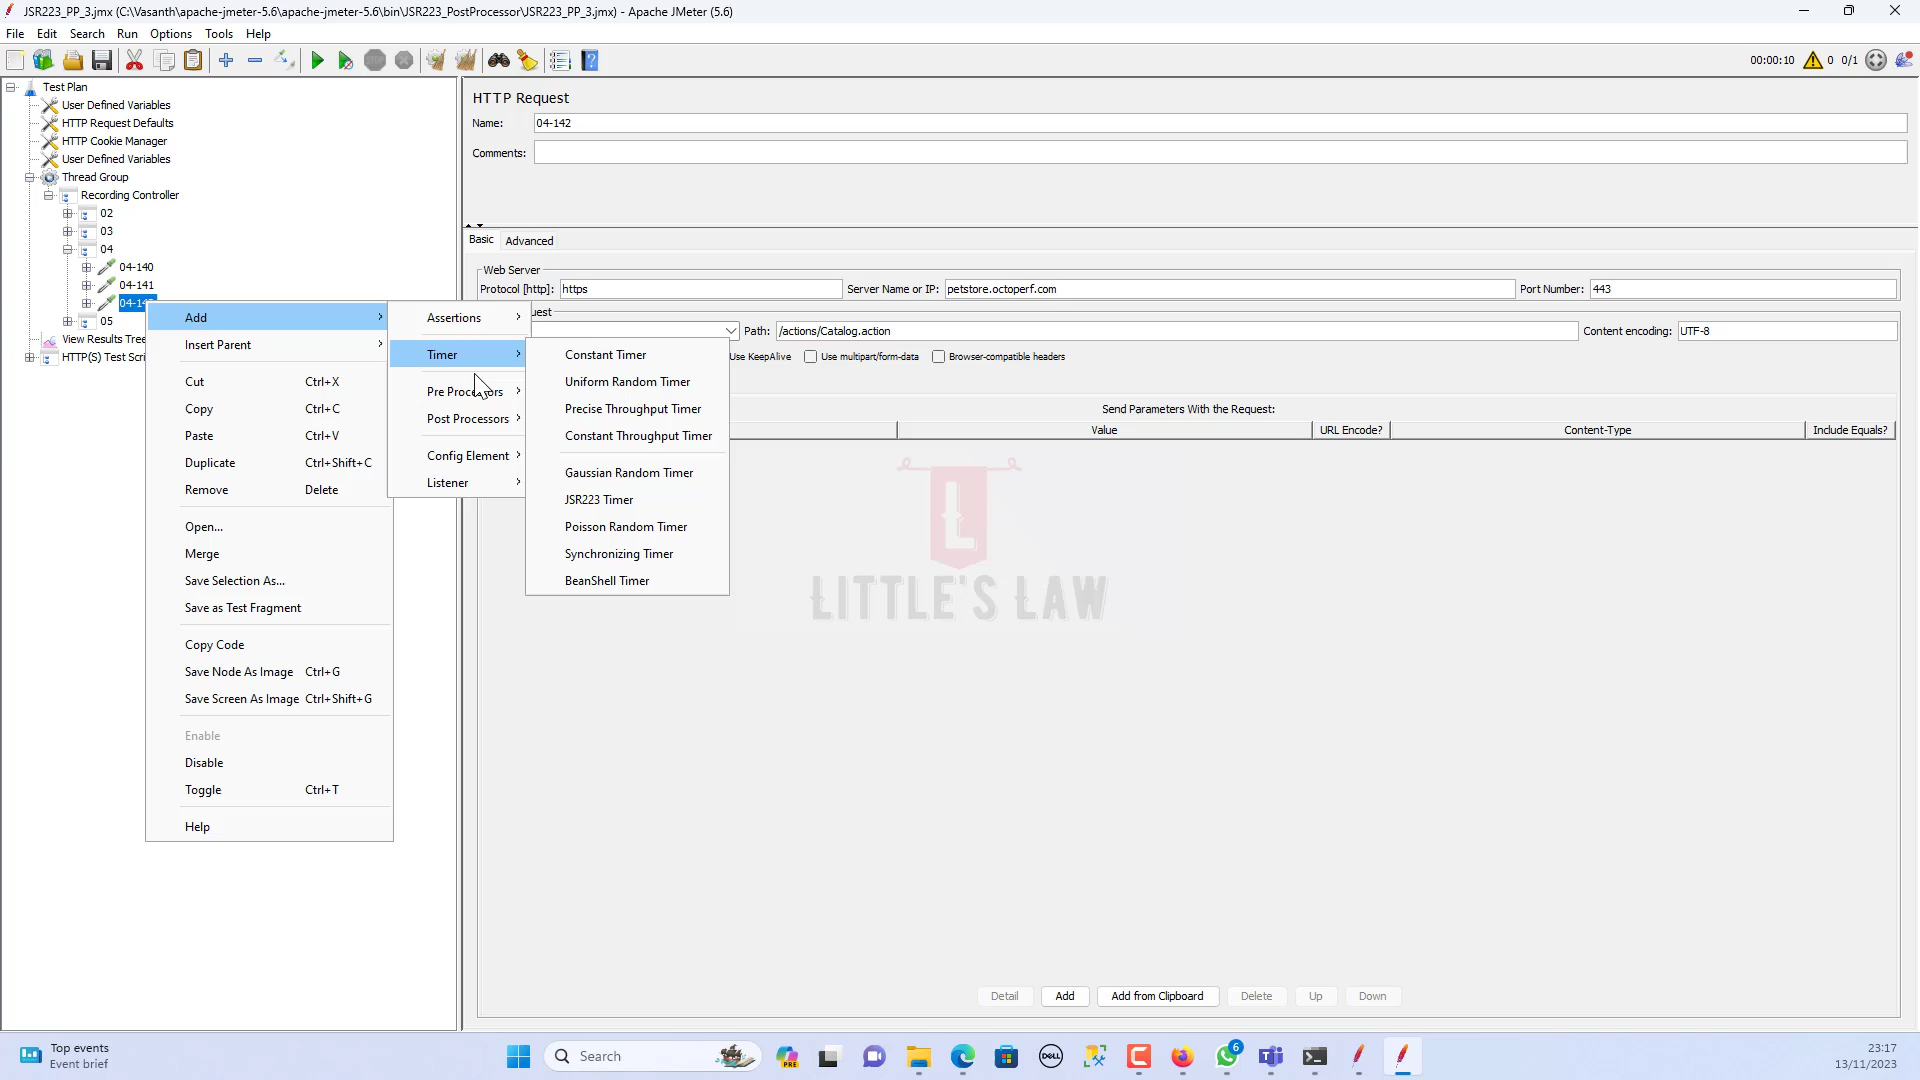 JSR223_PP_3.jmx (C:\Vasanth\apache-jmeter-5.6\apache-jmeter-5.6\bin\JSR223_PostProcessor\JSR223_PP_3.jmx) - Apache JMeter (5.6)
File Edit Search Run Options Tools Help
00:00:10 0 0/1
Test Plan
User Defined Variables
HTTP Request Defaults
HTTP Cookie Manager
User Defined Variables
Thread Group
Recording Controller
02
03
04
04-140
04-141
04-14
05
View Results Tree
HTTP(S) Test Scri
Add
Insert Parent
Cut Ctrl+X
Copy Ctrl+C
Paste Ctrl+V
Duplicate Ctrl+Shift+C
Remove Delete
Open...
Merge
Save Selection As...
Save as Test Fragment
Copy Code
Save Node As Image Ctrl+G
Save Screen As Image Ctrl+Shift+G
Enable
Disable
Toggle Ctrl+T
Help
Assertions
Timer
Pre Processors
Post Processors
Config Element
Listener
Constant Timer
Uniform Random Timer
Precise Throughput Timer
Constant Throughput Timer
Gaussian Random Timer
JSR223 Timer
Poisson Random Timer
Synchronizing Timer
BeanShell Timer
HTTP Request
Name: 04-142
Comments:
Basic Advanced
Web Server
Protocol [http]: https Server Name or IP: petstore.octoperf.com Port Number: 443
uest
Path: /actions/Catalog.action Content encoding: UTF-8
Use KeepAlive Use multipart/form-data Browser-compatible headers
Send Parameters With the Request:
Value URL Encode? Content-Type Include Equals?
L
LITTLE'S LAW
Detail Add Add from Clipboard Delete Up Down
Top events
Event brief
Search
PRE
DELL
6
23:17
13/11/2023